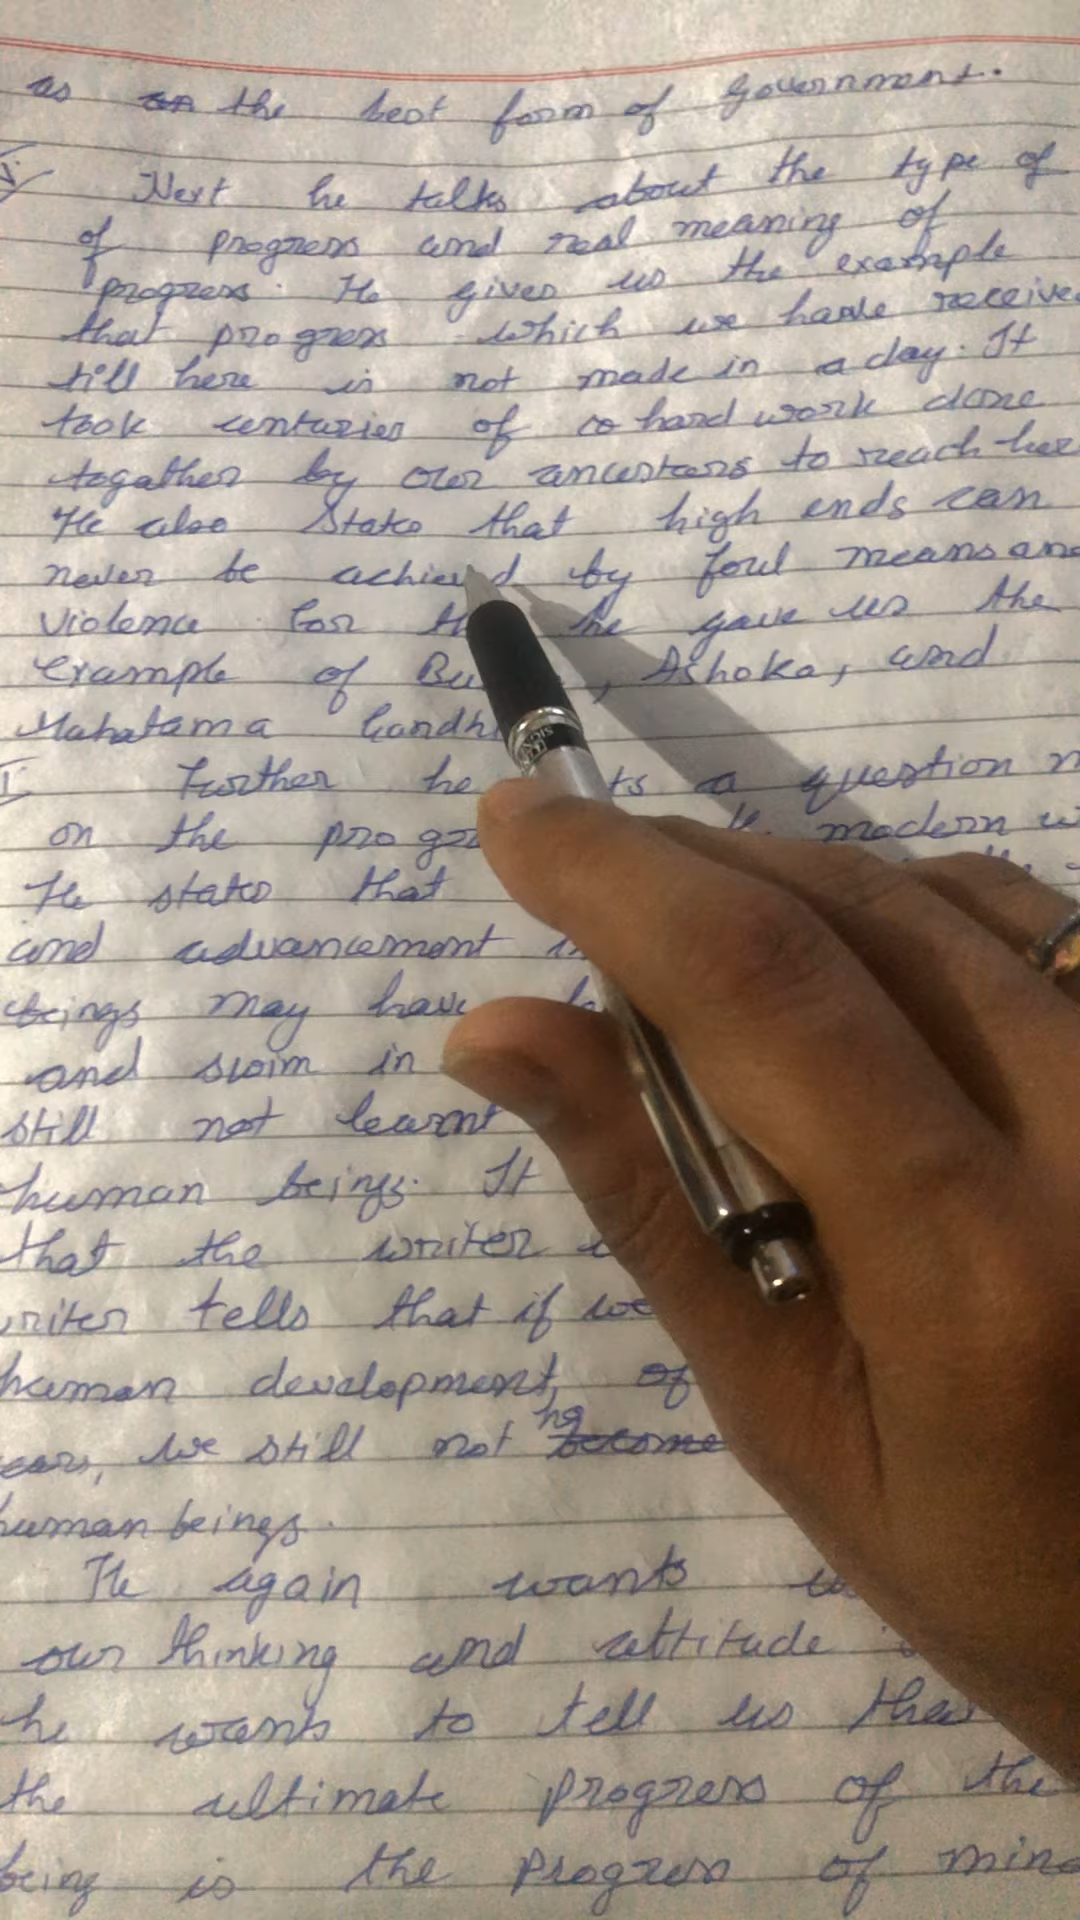 as the best form of Government.
Next he talks about the type of
of progress and real meaning of
progress. He gives us the example
that progress which we have receive
till here is not made in a day. It
took centuries of co hard work done
togather by our ancestors to reach her
He also States that high ends can
never be achieved by foul means and
Violence for he gave us the
example of Ashoka, and
Mahatama Gandhi
Further he a question
on the modern
He states that
and advancement
beings may have
and swim in
still not learnt
human beings. It
that the writer
writer tells that if we
human development, of
years, we still not become
human beings.
He again wants
our thinking and attitude
he wants to tell us that
the ultimate progress of the
being is the Progress of mind